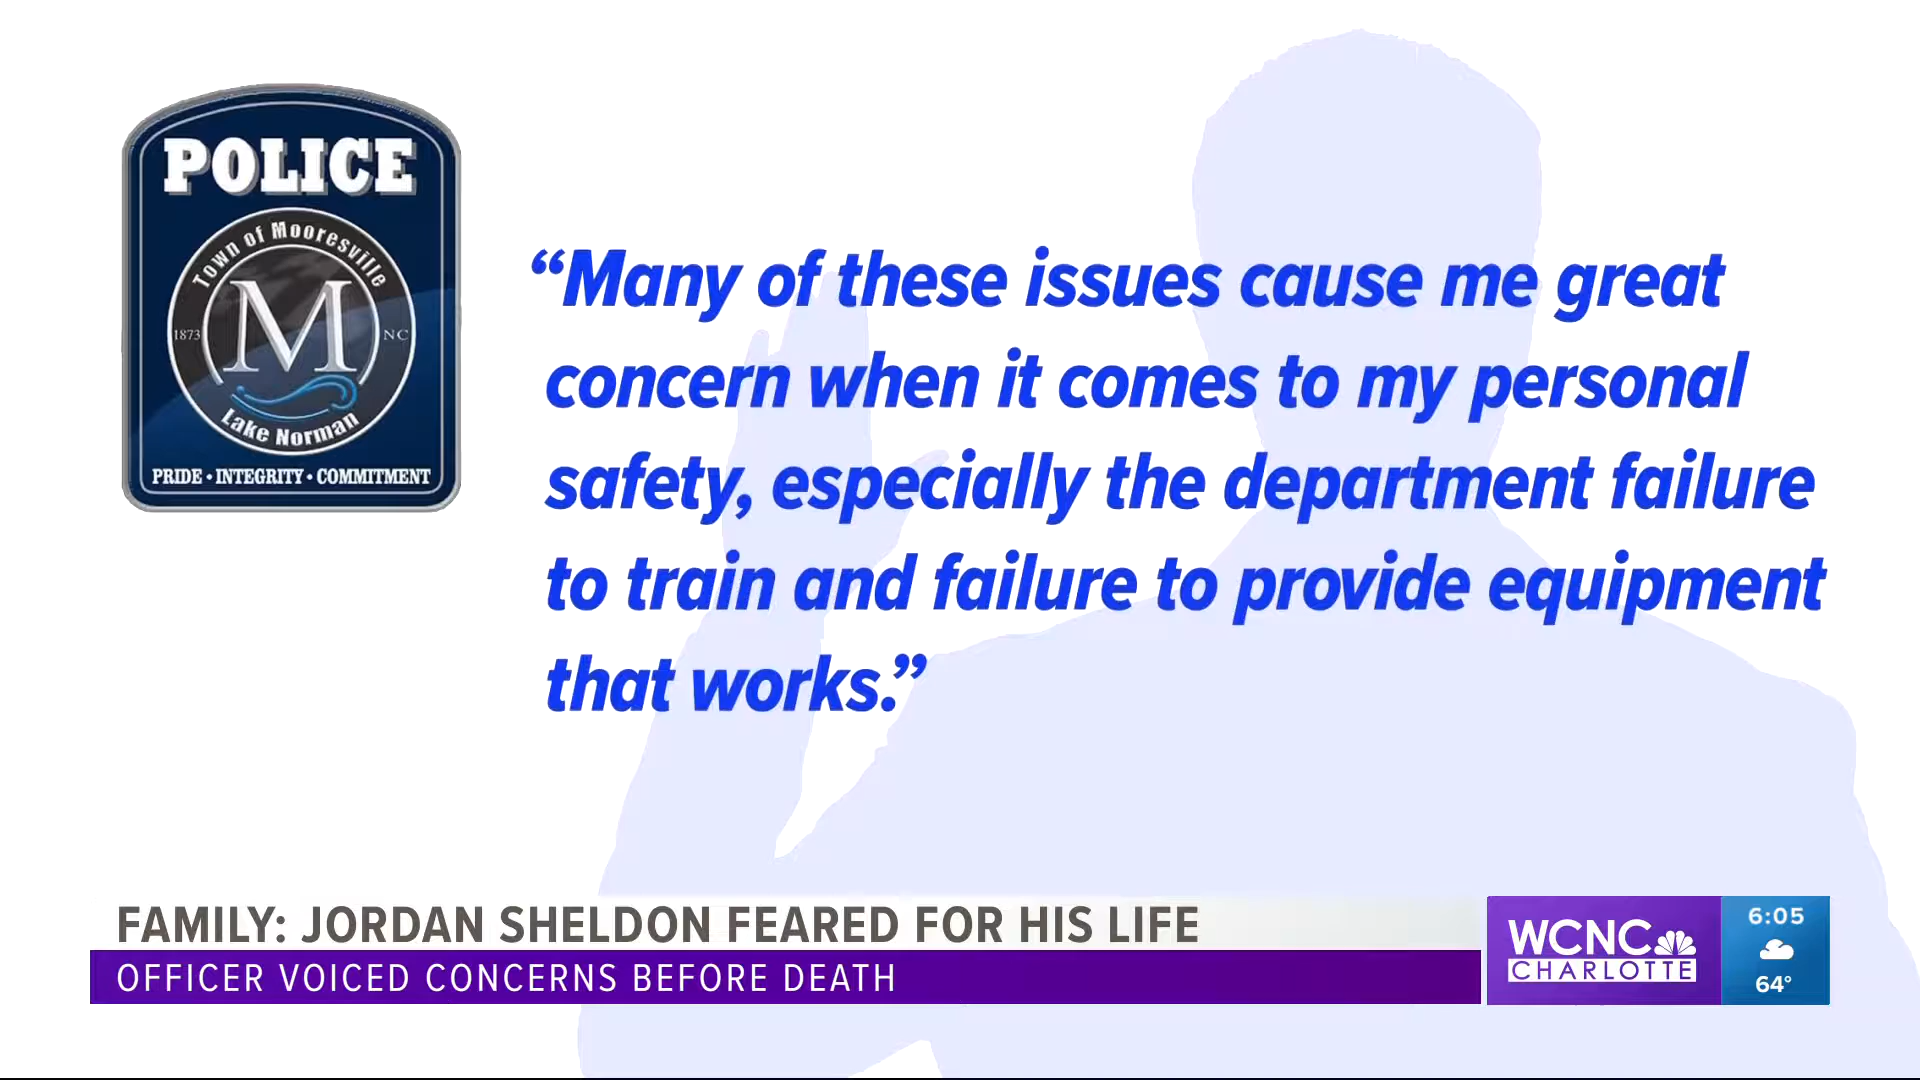 POLICE
Town of Mooresville
1873
M
NC
Lake Norman
PRIDE • INTEGRITY • COMMITMENT
“Many of these issues cause me great
concern when it comes to my personal
safety, especially the department failure
to train and failure to provide equipment
that works.”
FAMILY: JORDAN SHELDON FEARED FOR HIS LIFE
OFFICER VOICED CONCERNS BEFORE DEATH
WCNC
CHARLOTTE
6:05
64°